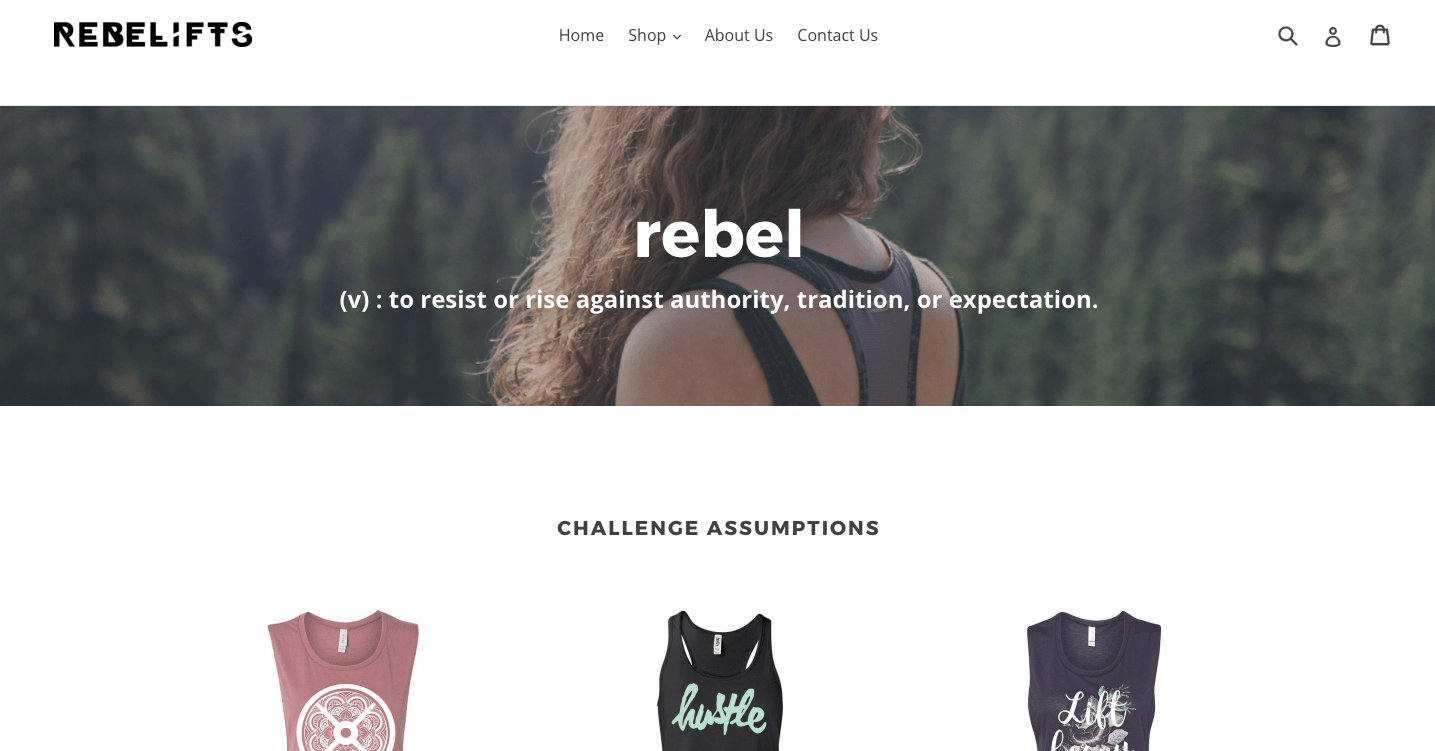 REBELIFTS
Home Shop About Us Contact Us
rebel
(v) : to resist or rise against authority, tradition, or expectation.
CHALLENGE ASSUMPTIONS
hustle
Lift
heavy